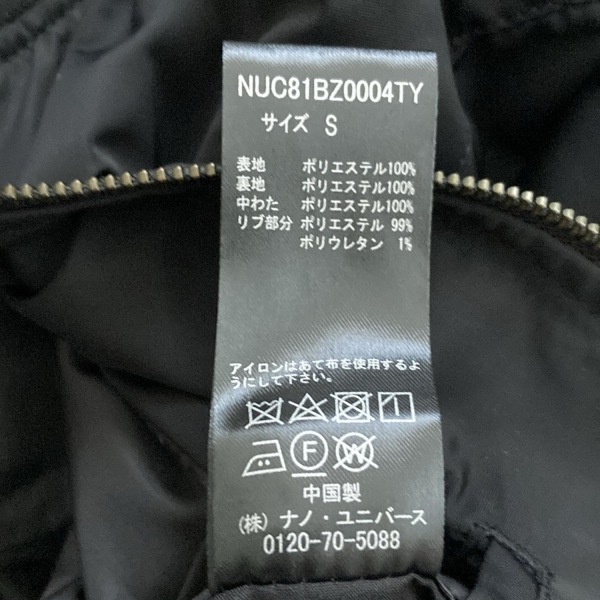 NUC81BZ0004TY
サイズ S
表地 ポリエステル100%
裏地 ポリエステル100%
中わた ポリエステル100%
リブ部分 ポリエステル 99%
ポリウレタン 1%
アイロンはあて布を使用するよ
うにして下さい。
F W
中国製
(株) ナノ・ユニバース
0120-70-5088